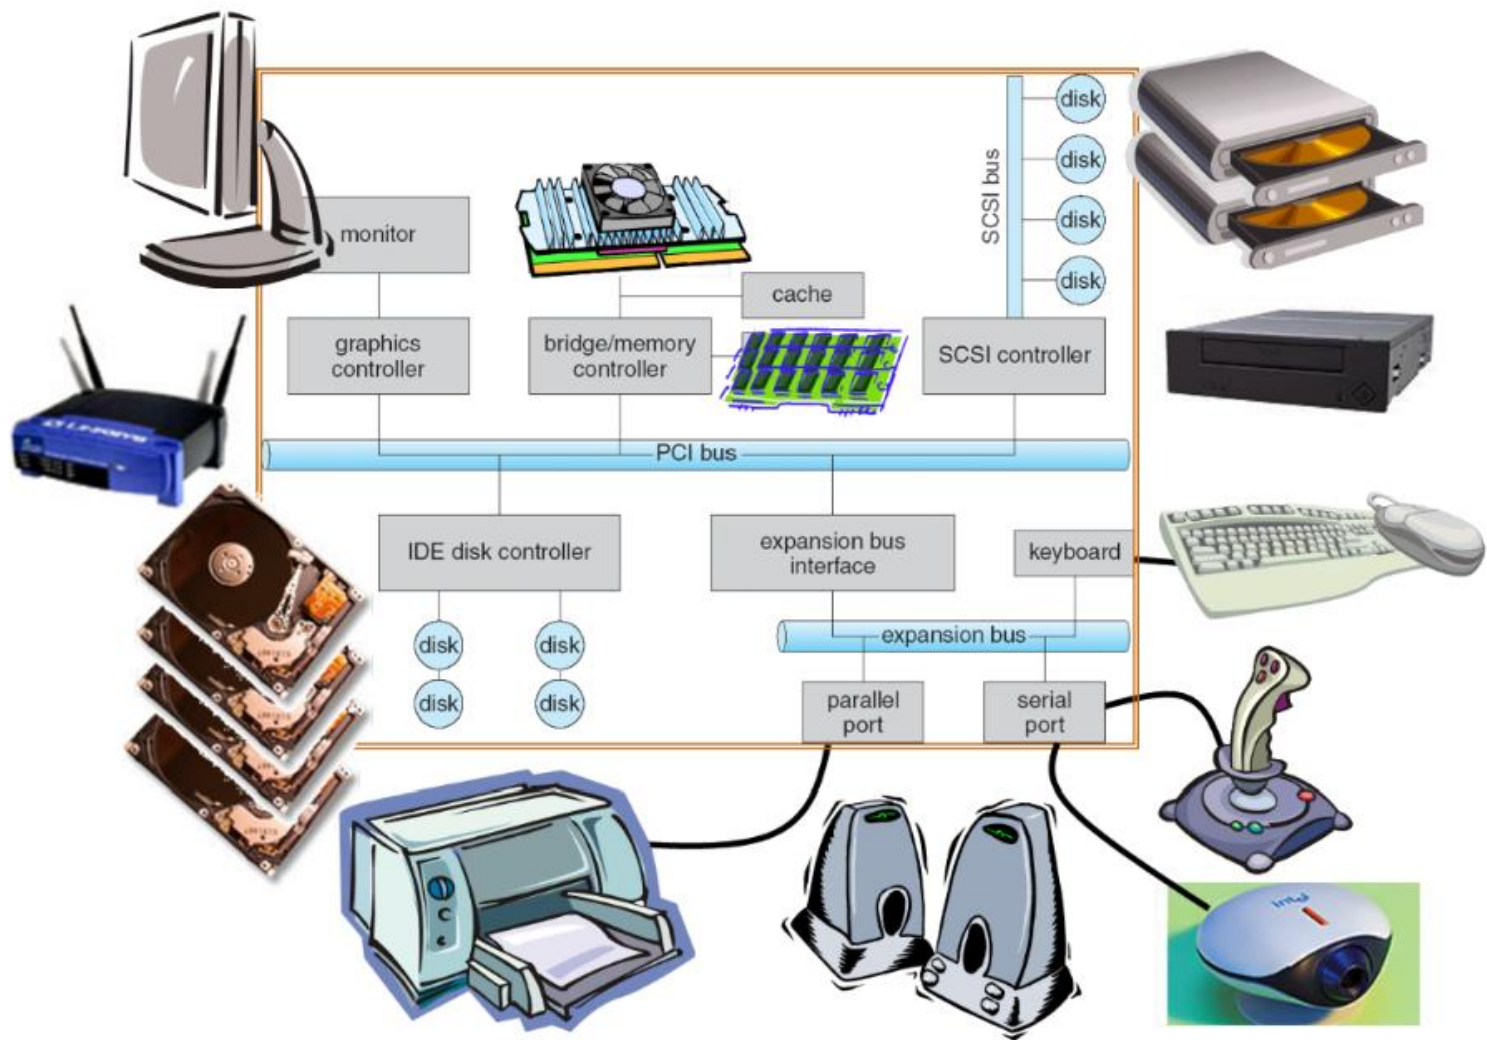 disk
disk
SCSI bus
disk
disk
monitor
cache
graphics
controller
bridge/memory
controller
SCSI controller
PCI bus
IDE disk controller
expansion bus
interface
keyboard
disk
disk
expansion bus
disk
disk
parallel
port
serial
port
intel